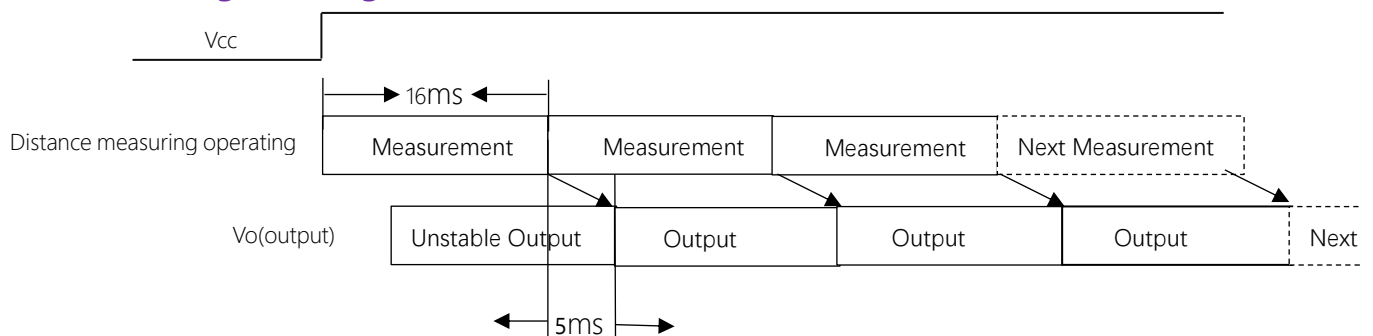 Vcc
16ms
Distance measuring operating
Measurement
Measurement
Measurement
Next Measurement
Vo(output)
Unstable Output
Output
Output
Output
Next
5ms